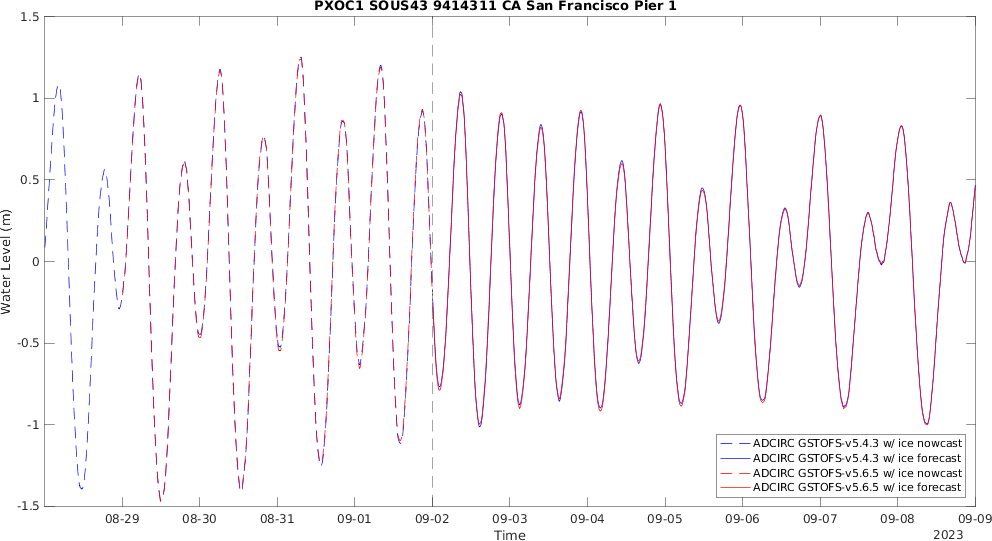 PXOC1 SOUS43 9414311 CA San Francisco Pier 1
1.5
1
0.5
0
-0.5
-1
-1.5
Water Level (m)
ADCIRC GSTOFS-v5.4.3 w/ ice nowcast
ADCIRC GSTOFS-v5.4.3 w/ ice forecast
ADCIRC GSTOFS-v5.6.5 w/ ice nowcast
ADCIRC GSTOFS-v5.6.5 w/ ice forecast
08-29 08-30 08-31 09-01 09-02 09-03 09-04 09-05 09-06 09-07 09-08 09-09
Time
2023